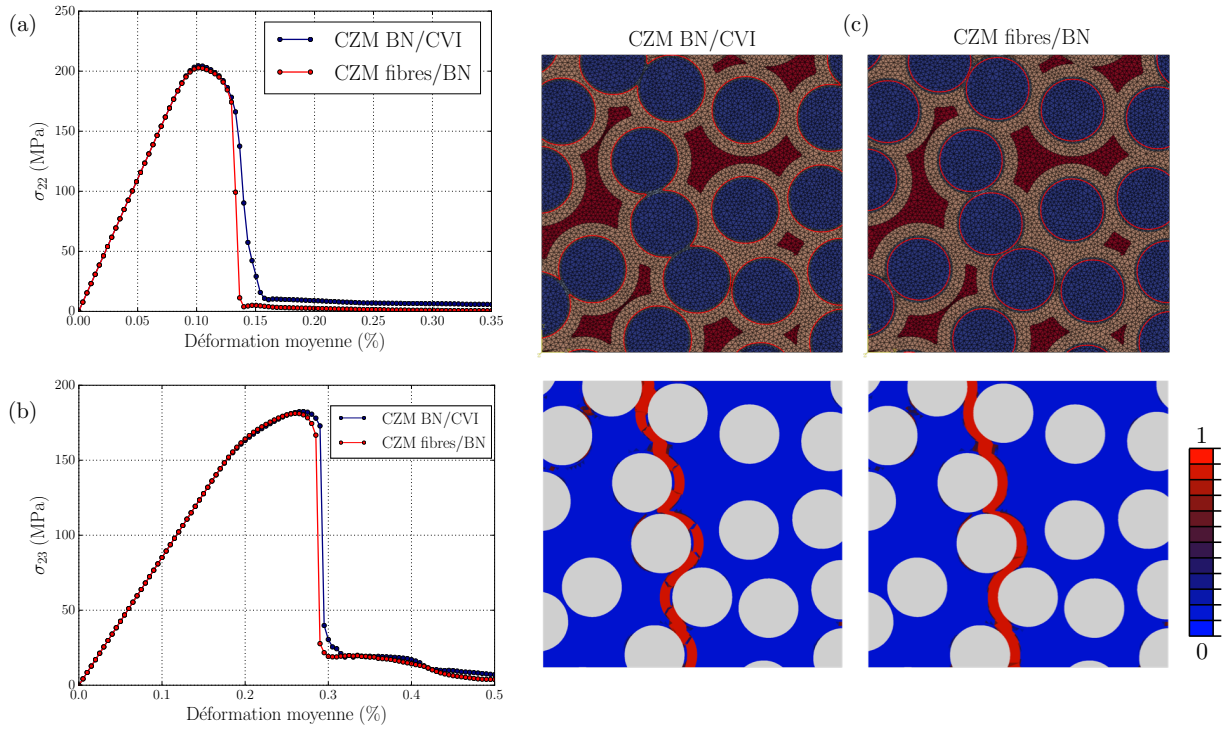 (a)
CZM BN/CVI
CZM fibres/BN
σ22 (MPa)
250
200
150
100
50
0
0.00 0.05 0.10 0.15 0.20 0.25 0.30 0.35
Déformation moyenne (%)
(b)
CZM BN/CVI
CZM fibres/BN
σ23 (MPa)
200
150
100
50
0
0.0 0.1 0.2 0.3 0.4 0.5
Déformation moyenne (%)
(c)
CZM BN/CVI
CZM fibres/BN
1
0